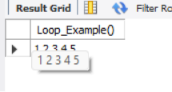 Result Grid Filter Ro
Loop_Example()
1 2 3 4 5
1 2 3 4 5